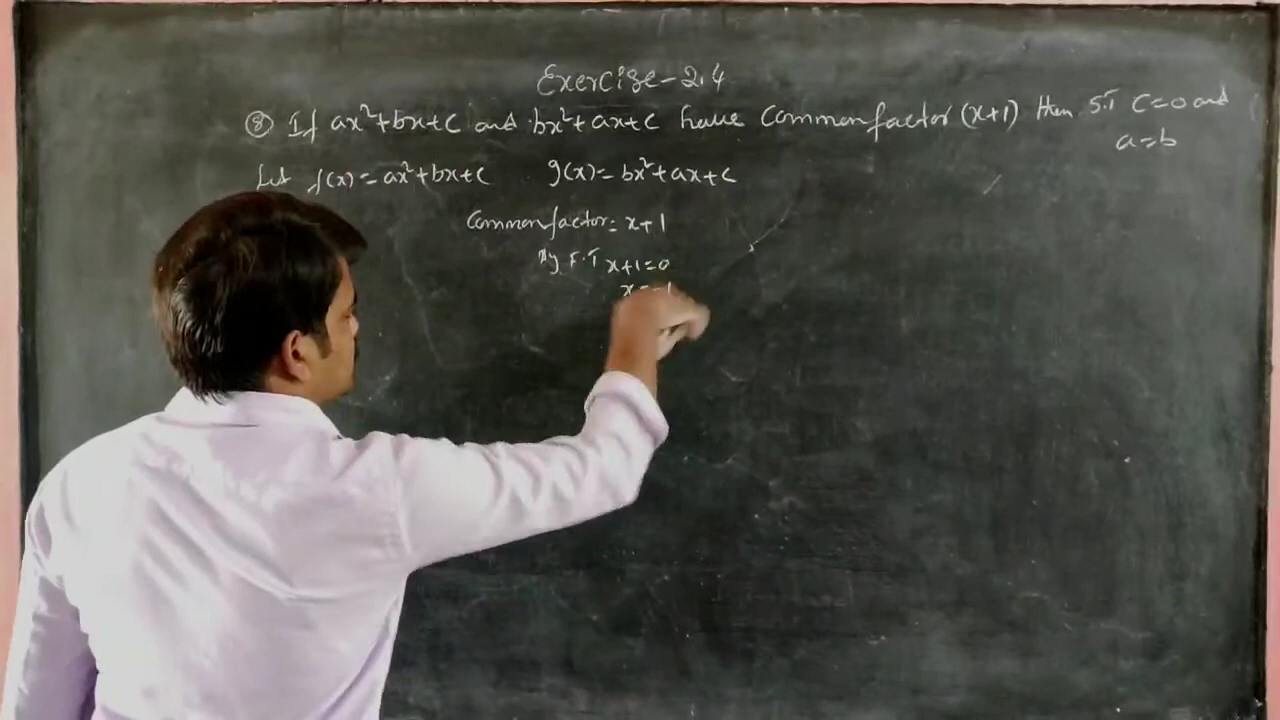 Exercise-2.4
⑧ If ax²+bx+c and bx²+ax+c have common factor (x+1) then S.T c=0 and
a=b
Let f(x)=ax²+bx+c g(x)=bx²+ax+c
Common factor = x+1
By F.T x+1=0
x=-1